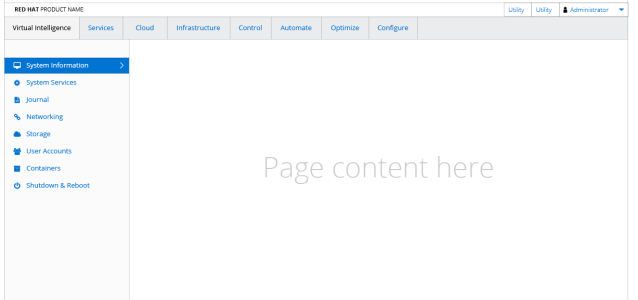 RED HAT PRODUCT NAME Utility Utility Administrator
Virtual Intelligence Services Cloud Infrastructure Control Automate Optimize Configure
System Information
System Services
Journal
Networking
Storage
User Accounts
Containers
Shutdown & Reboot
Page content here